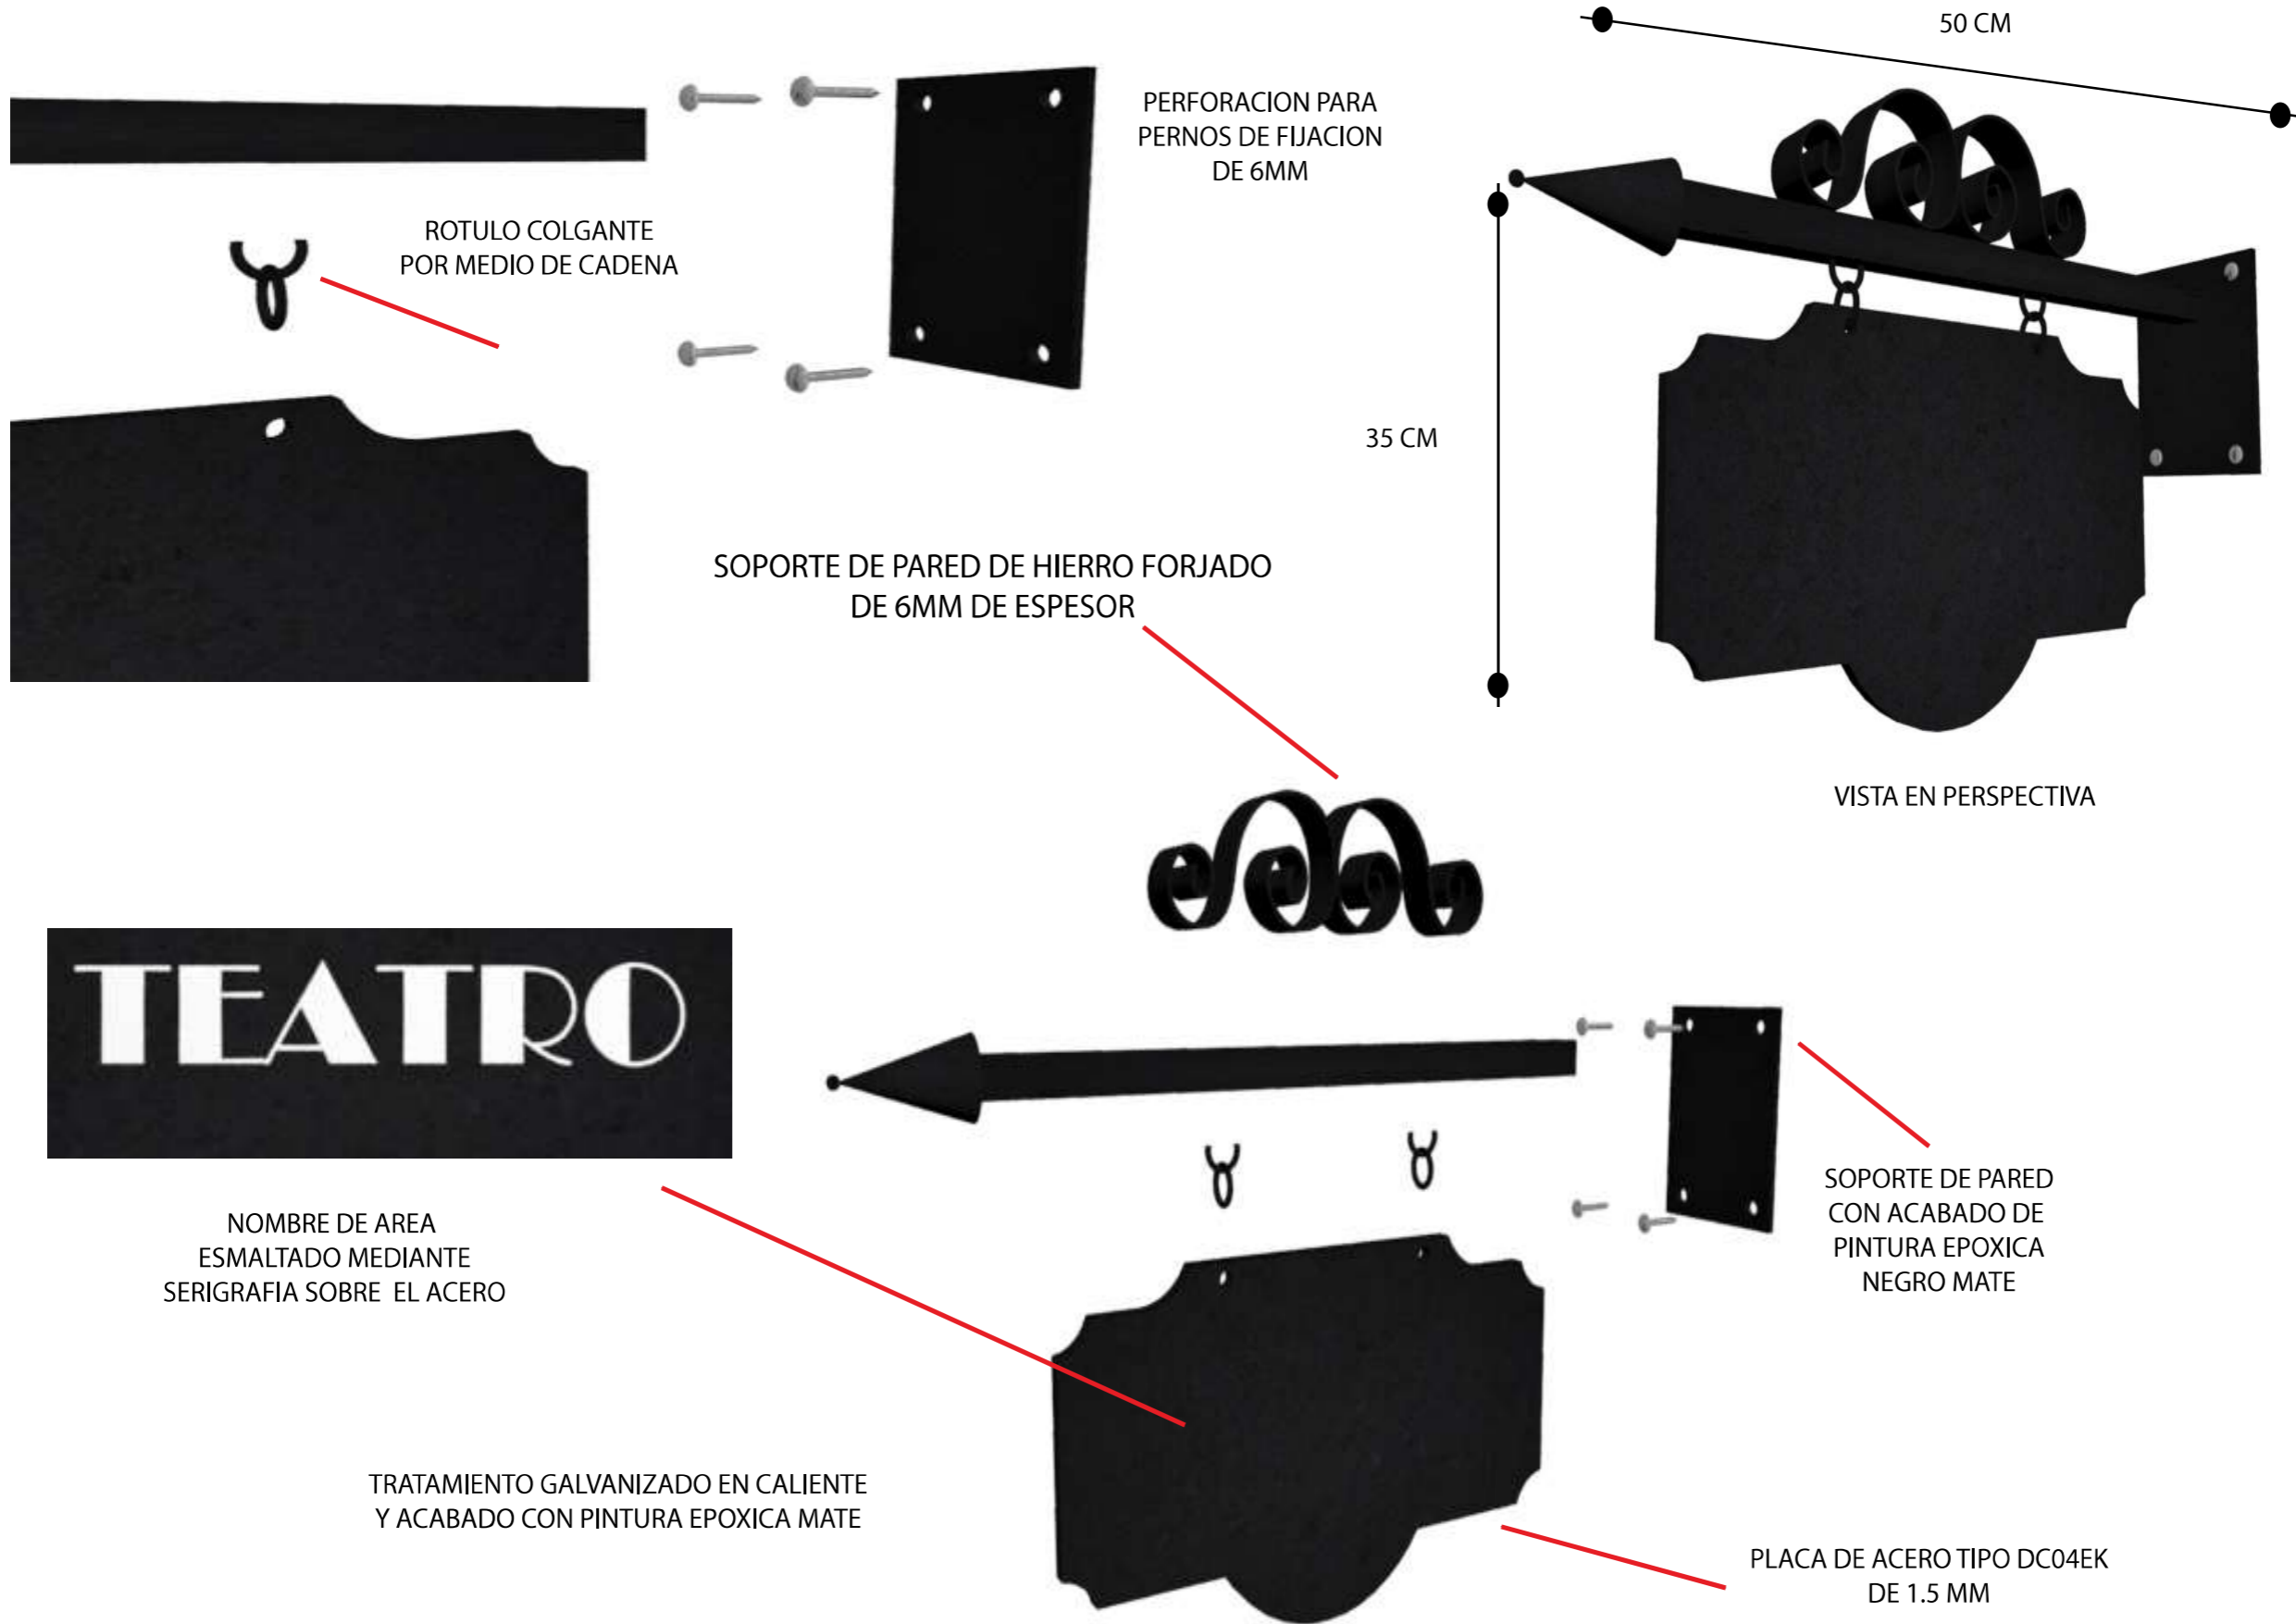 50 CM
PERFORACION PARA
PERNOS DE FIJACION
DE 6MM
ROTULO COLGANTE
POR MEDIO DE CADENA
35 CM
SOPORTE DE PARED DE HIERRO FORJADO
DE 6MM DE ESPESOR
VISTA EN PERSPECTIVA
TEATRO
NOMBRE DE AREA
ESMALTADO MEDIANTE
SERIGRAFIA SOBRE EL ACERO
SOPORTE DE PARED
CON ACABADO DE
PINTURA EPOXICA
NEGRO MATE
TRATAMIENTO GALVANIZADO EN CALIENTE
Y ACABADO CON PINTURA EPOXICA MATE
PLACA DE ACERO TIPO DC04EK
DE 1.5 MM